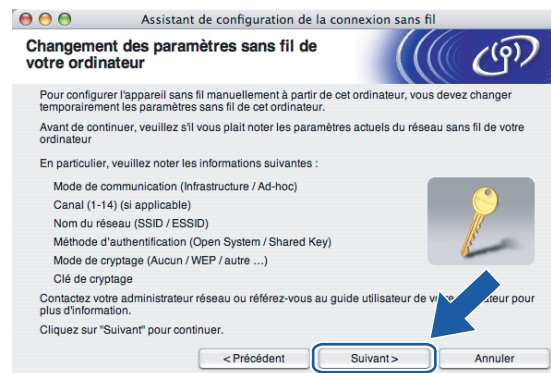 Assistant de configuration de la connexion sans fil
Changement des paramètres sans fil de
votre ordinateur
Pour configurer l'appareil sans fil manuellement à partir de cet ordinateur, vous devez changer
temporairement les paramètres sans fil de cet ordinateur.
Avant de continuer, veuillez s'il vous plait noter les paramètres actuels du réseau sans fil de votre
ordinateur
En particulier, veuillez noter les informations suivantes :
Mode de communication (Infrastructure / Ad-hoc)
Canal (1-14) (si applicable)
Nom du réseau (SSID / ESSID)
Méthode d'authentification (Open System / Shared Key)
Mode de cryptage (Aucun / WEP / autre ...)
Clé de cryptage
Contactez votre administrateur réseau ou référez-vous au guide utilisateur de pour
plus d'information.
Cliquez sur "Suivant" pour continuer.
< Précédent
Suivant >
Annuler